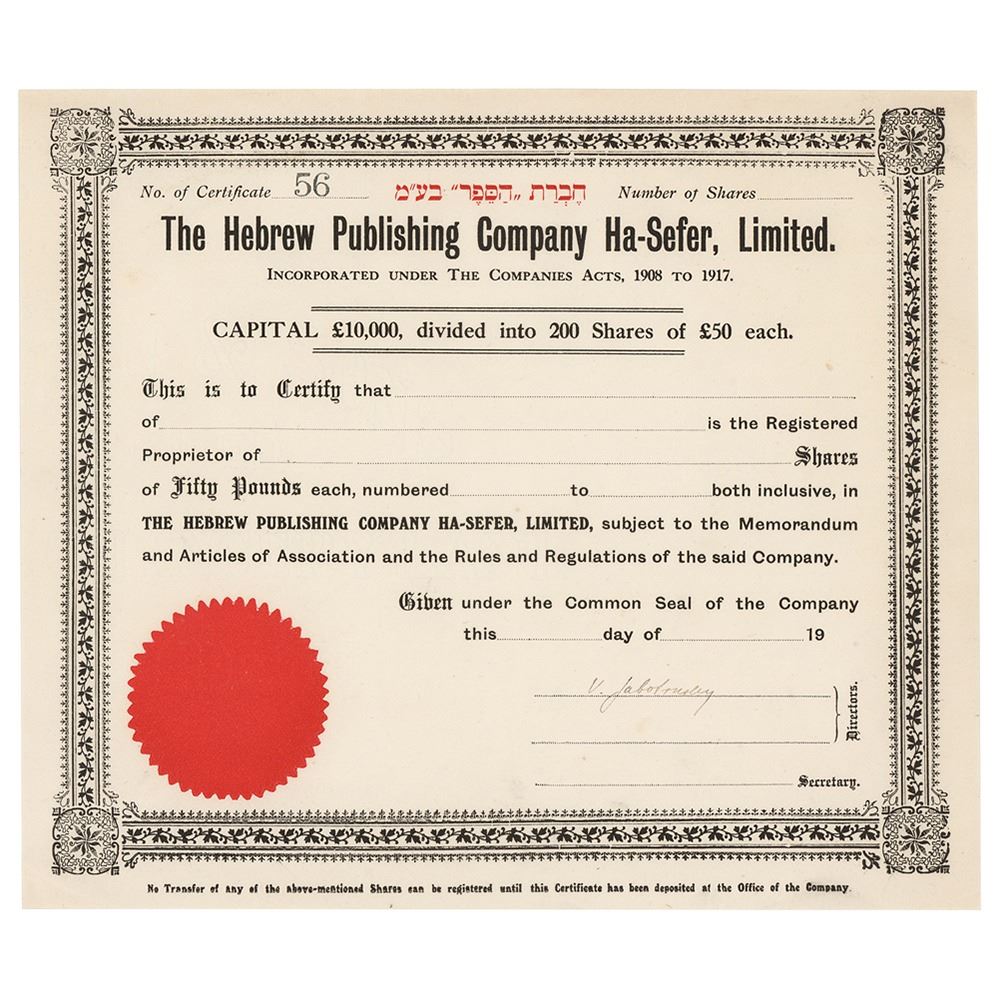 No. of Certificate 56 חֶבְרַת „הַסֵפֶר” בע״מ Number of Shares
The Hebrew Publishing Company Ha-Sefer, Limited.
INCORPORATED UNDER THE COMPANIES ACTS, 1908 TO 1917.
CAPITAL £10,000, divided into 200 Shares of £50 each.
This is to Certify that
of is the Registered
Proprietor of Shares
of Fifty Pounds each, numbered to both inclusive, in
THE HEBREW PUBLISHING COMPANY HA-SEFER, LIMITED, subject to the Memorandum
and Articles of Association and the Rules and Regulations of the said Company.
Given under the Common Seal of the Company
this day of 19
V. Jabotinsky
Directors.
Secretary.
No Transfer of any of the above-mentioned Shares can be registered until this Certificate has been deposited at the Office of the Company.